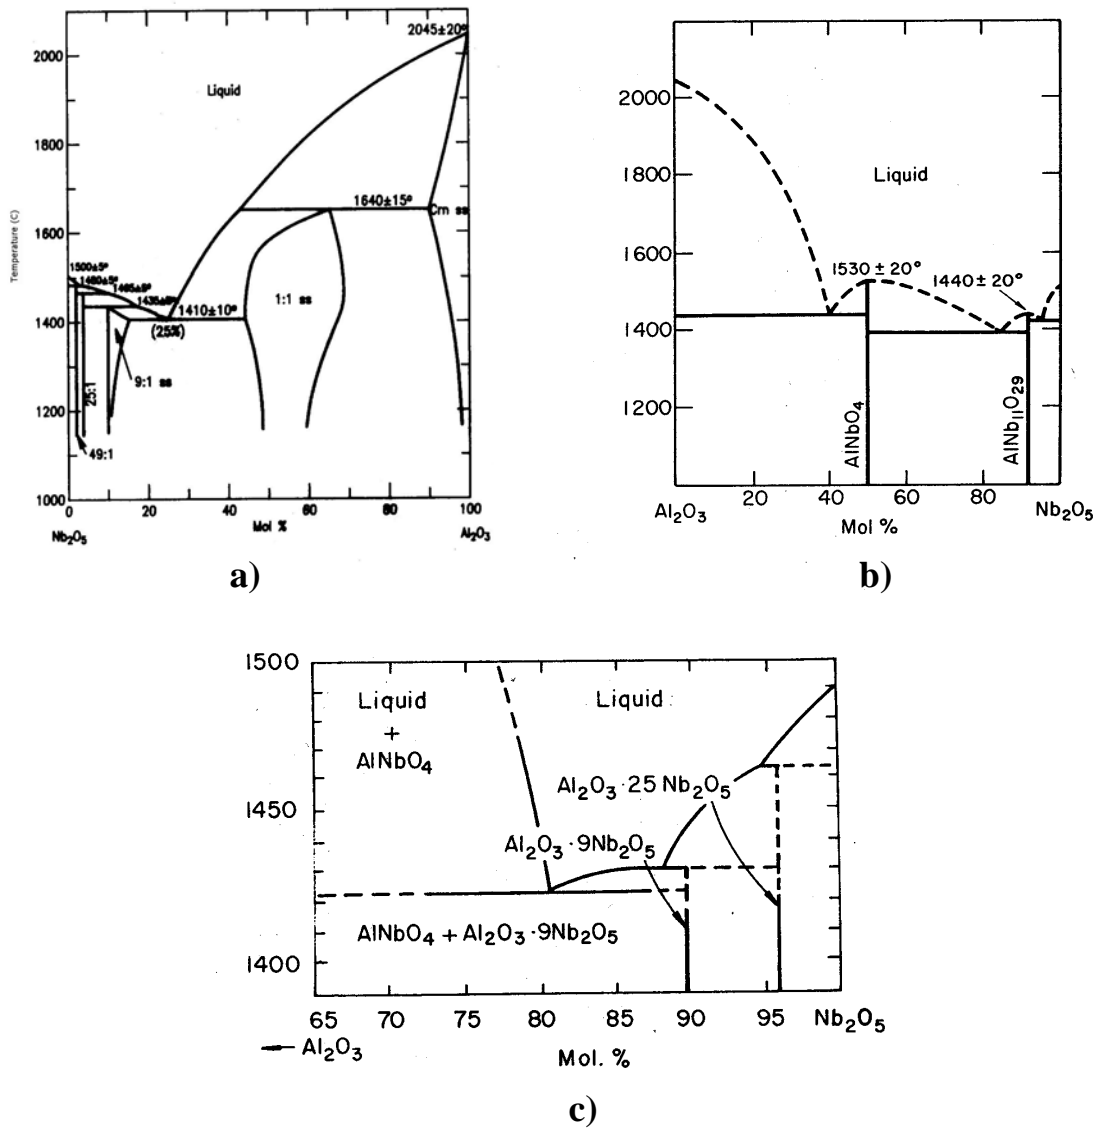 2045±20°
2000
Liquid
1800
1640±15°
Cm ss
1600
Temperature (C)
1500±5°
1480±5°
1465±5°
1435±5°
1410±10°
1:1 ss
1400
(25%)
9:1 ss
25:1
1200
49:1
1000
0 20 40 60 80 100
Nb2O5 Mol % Al2O3
a)
2000
1800
Liquid
1600
1530 ± 20°
1440 ± 20°
1400
1200
AlNbO4
AlNb11O29
20 40 60 80
Al2O3 Mol % Nb2O5
b)
1500
Liquid
+
AlNbO4
Liquid
Al2O3·25 Nb2O5
1450
Al2O3·9Nb2O5
AlNbO4 + Al2O3·9Nb2O5
1400
65 70 75 80 85 90 95 Nb2O5
← Al2O3
Mol. %
c)